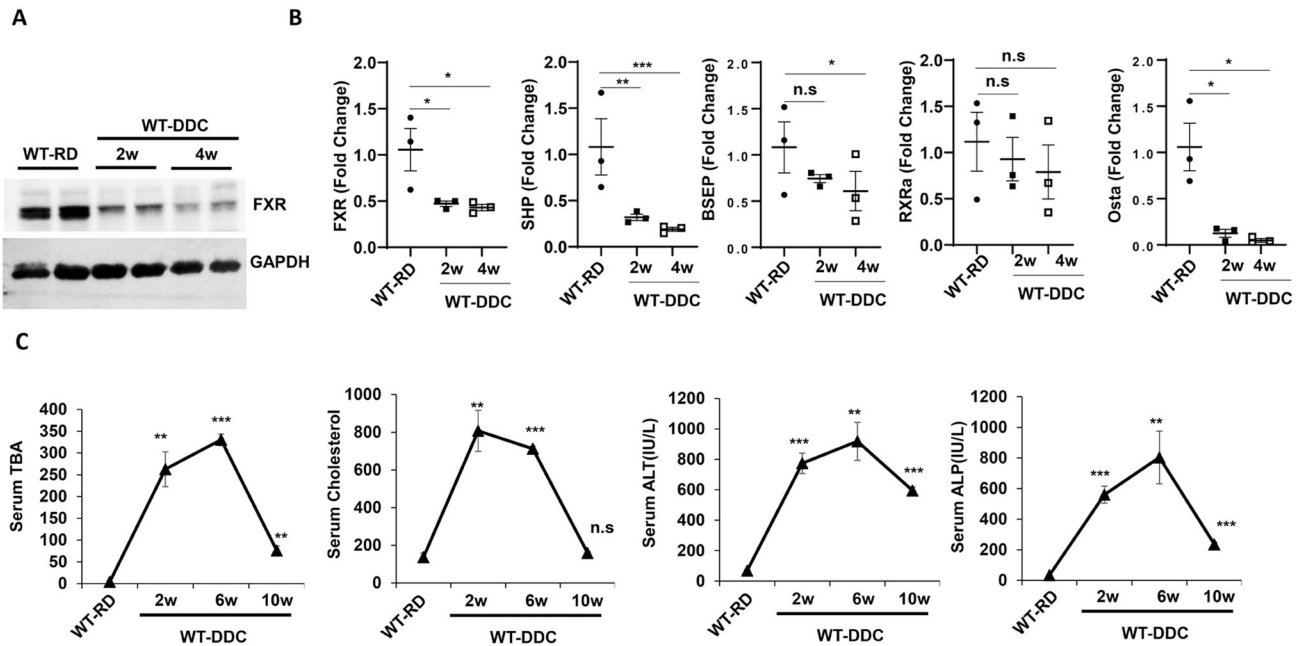 A
WT-DDC
WT-RD
2w
4w
FXR
GAPDH
B
FXR (Fold Change)
2.0
1.5
1.0
0.5
0.0
*
*
WT-RD
2w
4w
WT-DDC
SHP (Fold Change)
2.0
1.5
1.0
0.5
0.0
***
**
WT-RD
2w
4w
WT-DDC
BSEP (Fold Change)
2.0
1.5
1.0
0.5
0.0
*
n.s
WT-RD
2w
4w
WT-DDC
RXRa (Fold Change)
2.0
1.5
1.0
0.5
0.0
n.s
n.s
WT-RD
2w
4w
WT-DDC
Osta (Fold Change)
2.0
1.5
1.0
0.5
0.0
*
*
WT-RD
2w
4w
WT-DDC
C
Serum TBA
400
350
300
250
200
150
100
50
0
**
***
**
WT-RD
2w
6w
10w
WT-DDC
Serum Cholesterol
1000
800
600
400
200
0
**
***
n.s
WT-RD
2w
6w
10w
WT-DDC
Serum ALT(IU/L)
1200
1000
800
600
400
200
0
***
**
***
WT-RD
2w
6w
10w
WT-DDC
Serum ALP(IU/L)
1200
1000
800
600
400
200
0
***
**
***
WT-RD
2w
6w
10w
WT-DDC